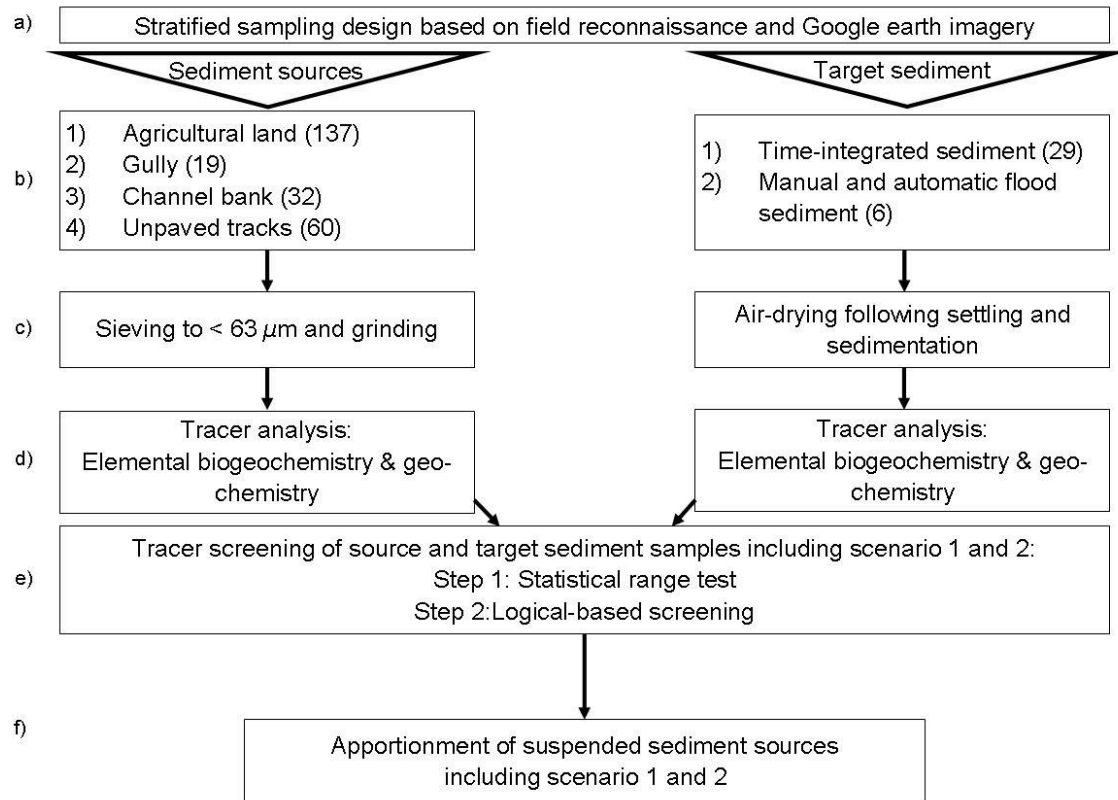 a)
Stratified sampling design based on field reconnaissance and Google earth imagery
Sediment sources
Target sediment
b)
1) Agricultural land (137)
2) Gully (19)
3) Channel bank (32)
4) Unpaved tracks (60)
1) Time-integrated sediment (29)
2) Manual and automatic flood
sediment (6)
c)
Sieving to < 63 µm and grinding
Air-drying following settling and
sedimentation
d)
Tracer analysis:
Elemental biogeochemistry & geo-
chemistry
Tracer analysis:
Elemental biogeochemistry & geo-
chemistry
e)
Tracer screening of source and target sediment samples including scenario 1 and 2:
Step 1: Statistical range test
Step 2:Logical-based screening
f)
Apportionment of suspended sediment sources
including scenario 1 and 2